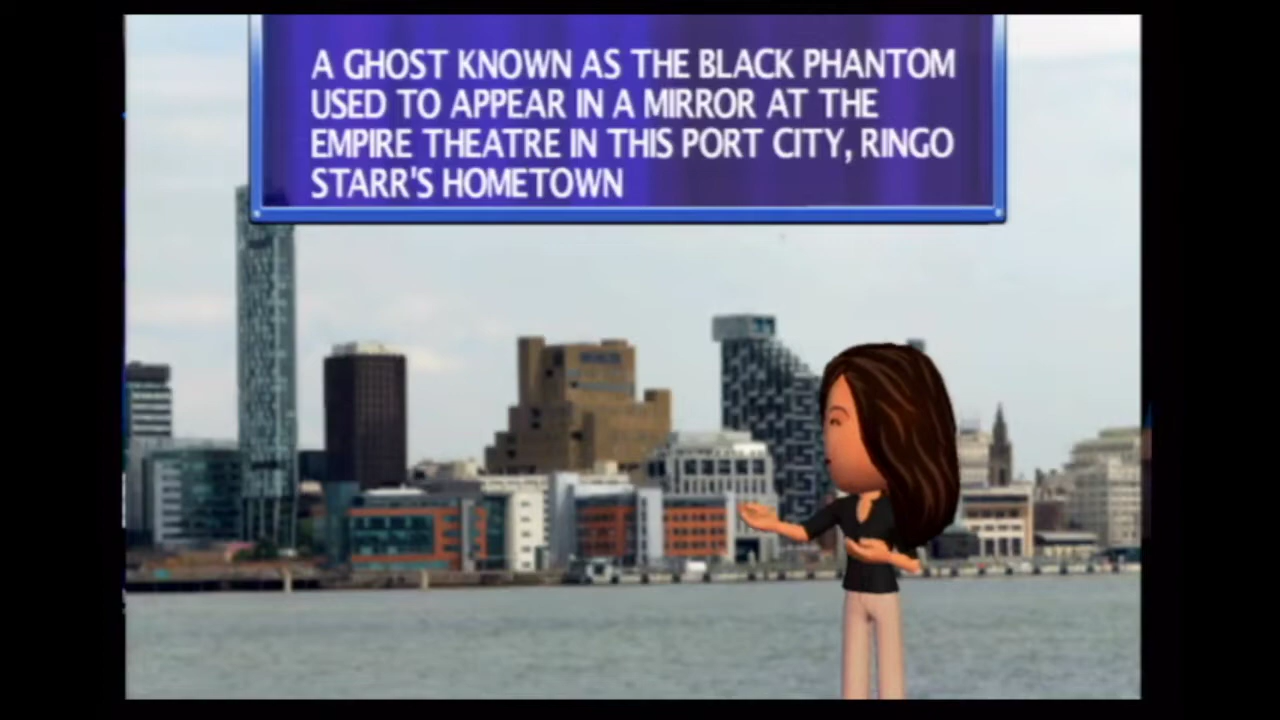 A GHOST KNOWN AS THE BLACK PHANTOM
USED TO APPEAR IN A MIRROR AT THE
EMPIRE THEATRE IN THIS PORT CITY, RINGO
STARR'S HOMETOWN